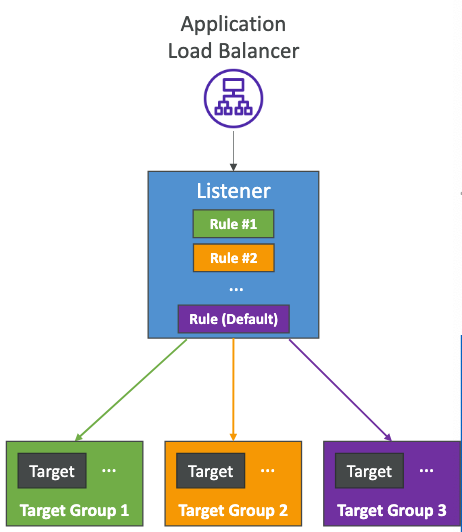 Application
Load Balancer
Listener
Rule #1
Rule #2
...
Rule (Default)
Target ...
Target Group 1
Target ...
Target Group 2
Target ...
Target Group 3